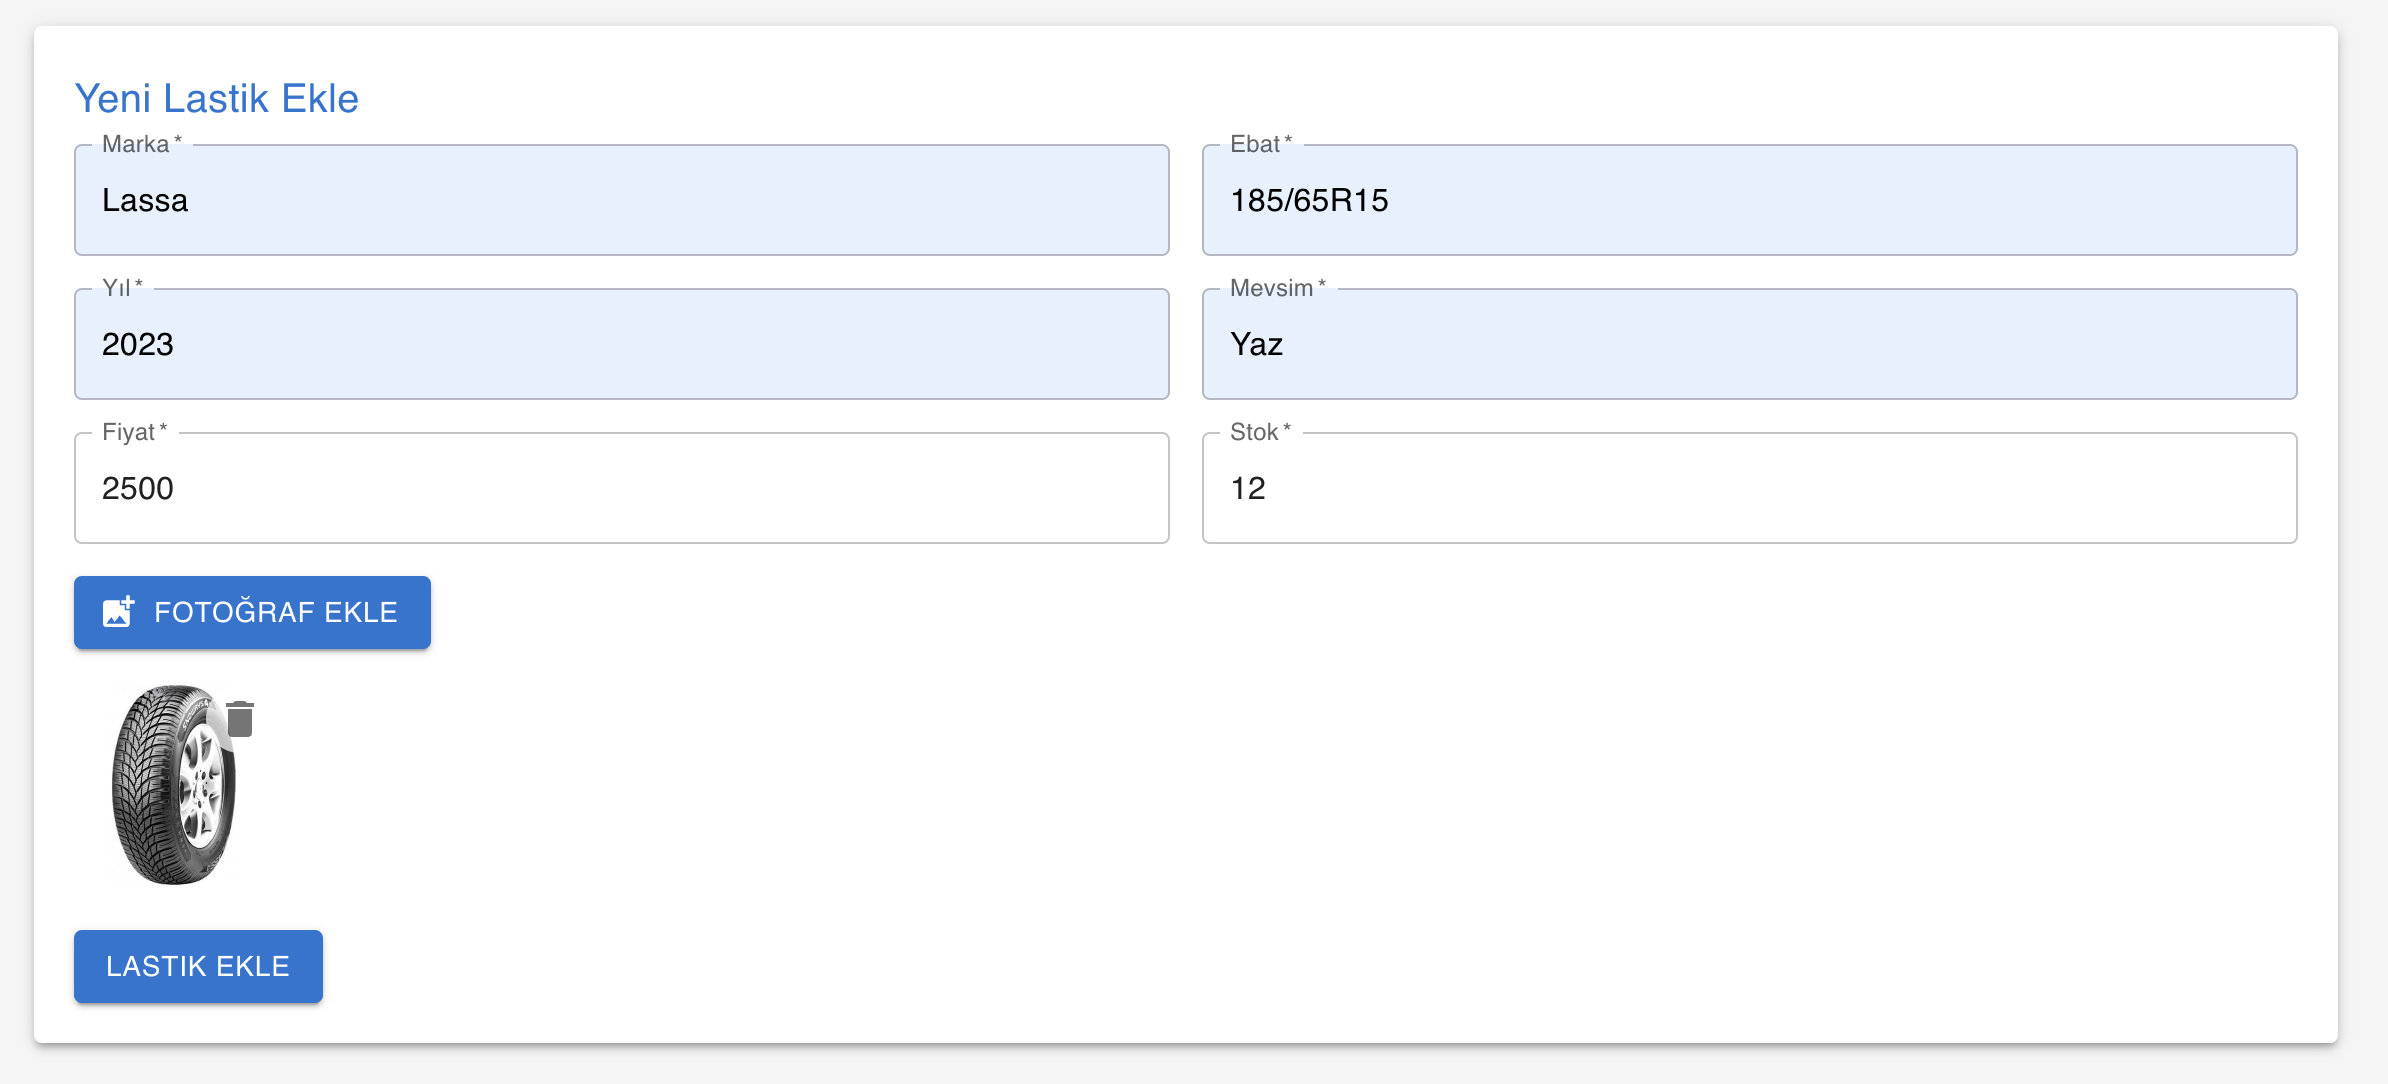 Yeni Lastik Ekle
Marka *
Lassa
Ebat *
185/65R15
Yıl *
2023
Mevsim *
Yaz
Fiyat *
2500
Stok *
12
FOTOĞRAF EKLE
LASTIK EKLE